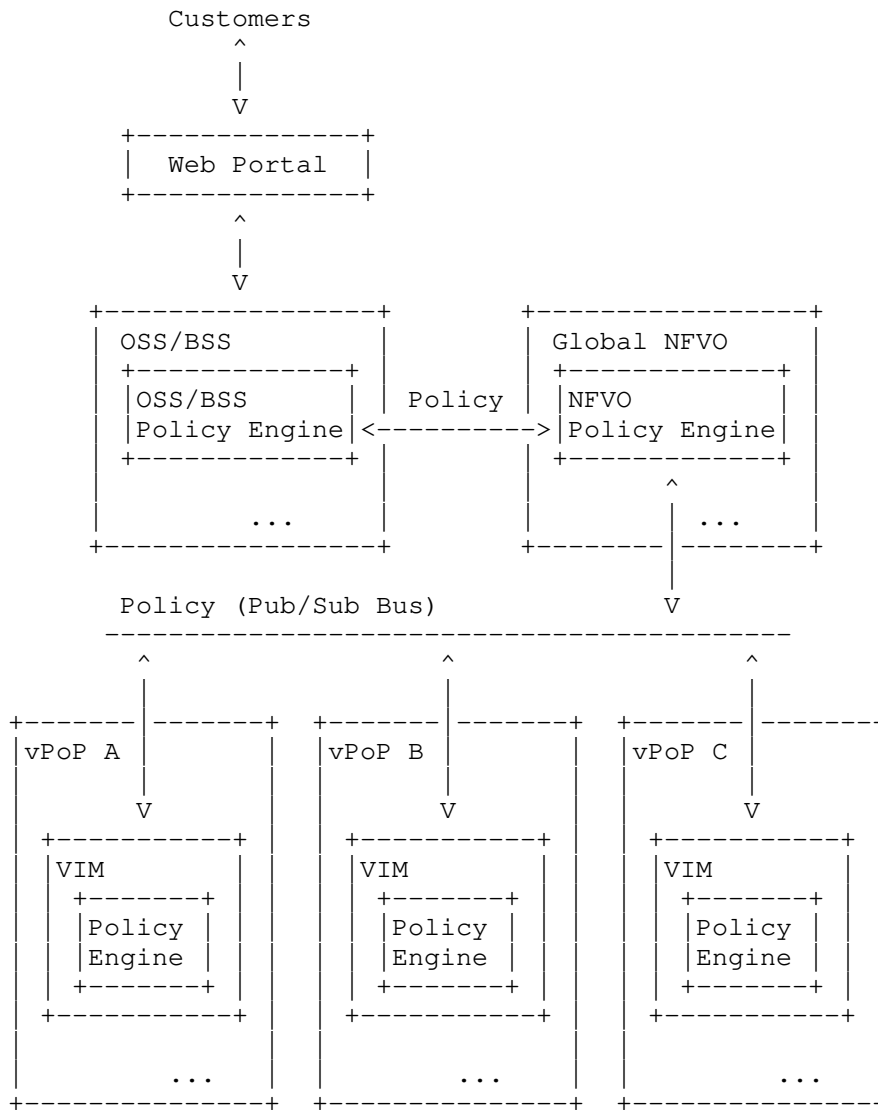 Customers
Web Portal
OSS/BSS
Global NFVO
OSS/BSS
Policy
NFVO
Policy Engine
Policy Engine
... ...
Policy (Pub/Sub Bus)
vPoP A
vPoP B
vPoP C
VIM
VIM
VIM
Policy
Policy
Policy
Engine
Engine
Engine
... ... ...